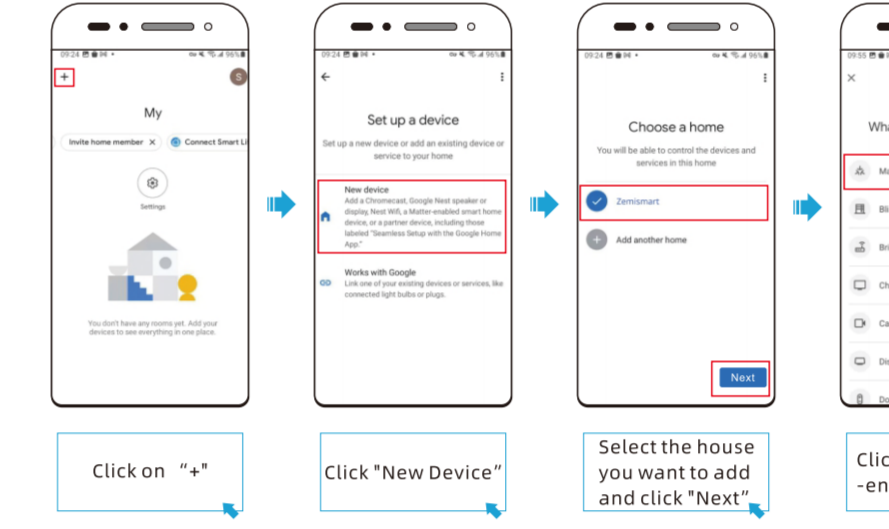 09:24
96%
+
S
My
Invite home member ×
Connect Smart Li
Settings
You don't have any rooms yet. Add your
devices to see everything in one place.
Click on “+"
09:24
96%
Set up a device
Set up a new device or add an existing device or
service to your home
New device
Add a Chromecast, Google Nest speaker or
display, Nest Wifi, a Matter-enabled smart home
device, or a partner device, including those
labeled "Seamless Setup with the Google Home
App."
Works with Google
Link one of your existing devices or services, like
connected light bulbs or plugs.
Click "New Device”
09:24
96%
Choose a home
You will be able to control the devices and
services in this home
Zemismart
Add another home
Next
Select the house
you want to add
and click "Next”
09:55
Wha
Ma
Bli
Bri
Ch
Ca
Dis
Do
Clic
-en